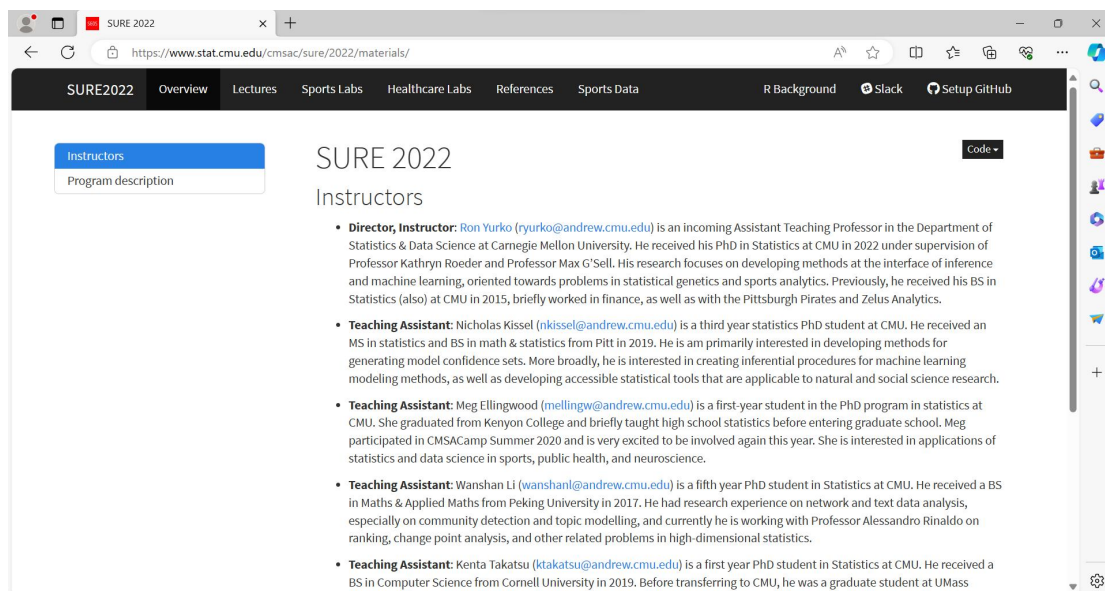 SURE 2022
https://www.stat.cmu.edu/cmsac/sure/2022/materials/
SURE2022 Overview Lectures Sports Labs Healthcare Labs References Sports Data R Background Slack Setup GitHub
Instructors
Program description
Code
SURE 2022
Instructors
• Director, Instructor: Ron Yurko (ryurko@andrew.cmu.edu) is an incoming Assistant Teaching Professor in the Department of
Statistics & Data Science at Carnegie Mellon University. He received his PhD in Statistics at CMU in 2022 under supervision of
Professor Kathryn Roeder and Professor Max G'Sell. His research focuses on developing methods at the interface of inference
and machine learning, oriented towards problems in statistical genetics and sports analytics. Previously, he received his BS in
Statistics (also) at CMU in 2015, briefly worked in finance, as well as with the Pittsburgh Pirates and Zelus Analytics.
• Teaching Assistant: Nicholas Kissel (nkissel@andrew.cmu.edu) is a third year statistics PhD student at CMU. He received an
MS in statistics and BS in math & statistics from Pitt in 2019. He is am primarily interested in developing methods for
generating model confidence sets. More broadly, he is interested in creating inferential procedures for machine learning
modeling methods, as well as developing accessible statistical tools that are applicable to natural and social science research.
• Teaching Assistant: Meg Ellingwood (mellingw@andrew.cmu.edu) is a first-year student in the PhD program in statistics at
CMU. She graduated from Kenyon College and briefly taught high school statistics before entering graduate school. Meg
participated in CMSACamp Summer 2020 and is very excited to be involved again this year. She is interested in applications of
statistics and data science in sports, public health, and neuroscience.
• Teaching Assistant: Wanshan Li (wanshanl@andrew.cmu.edu) is a fifth year PhD student in Statistics at CMU. He received a BS
in Maths & Applied Maths from Peking University in 2017. He had research experience on network and text data analysis,
especially on community detection and topic modelling, and currently he is working with Professor Alessandro Rinaldo on
ranking, change point analysis, and other related problems in high-dimensional statistics.
• Teaching Assistant: Kenta Takatsu (ktakatsu@andrew.cmu.edu) is a first year PhD student in Statistics at CMU. He received a
BS in Computer Science from Cornell University in 2019. Before transferring to CMU, he was a graduate student at UMass